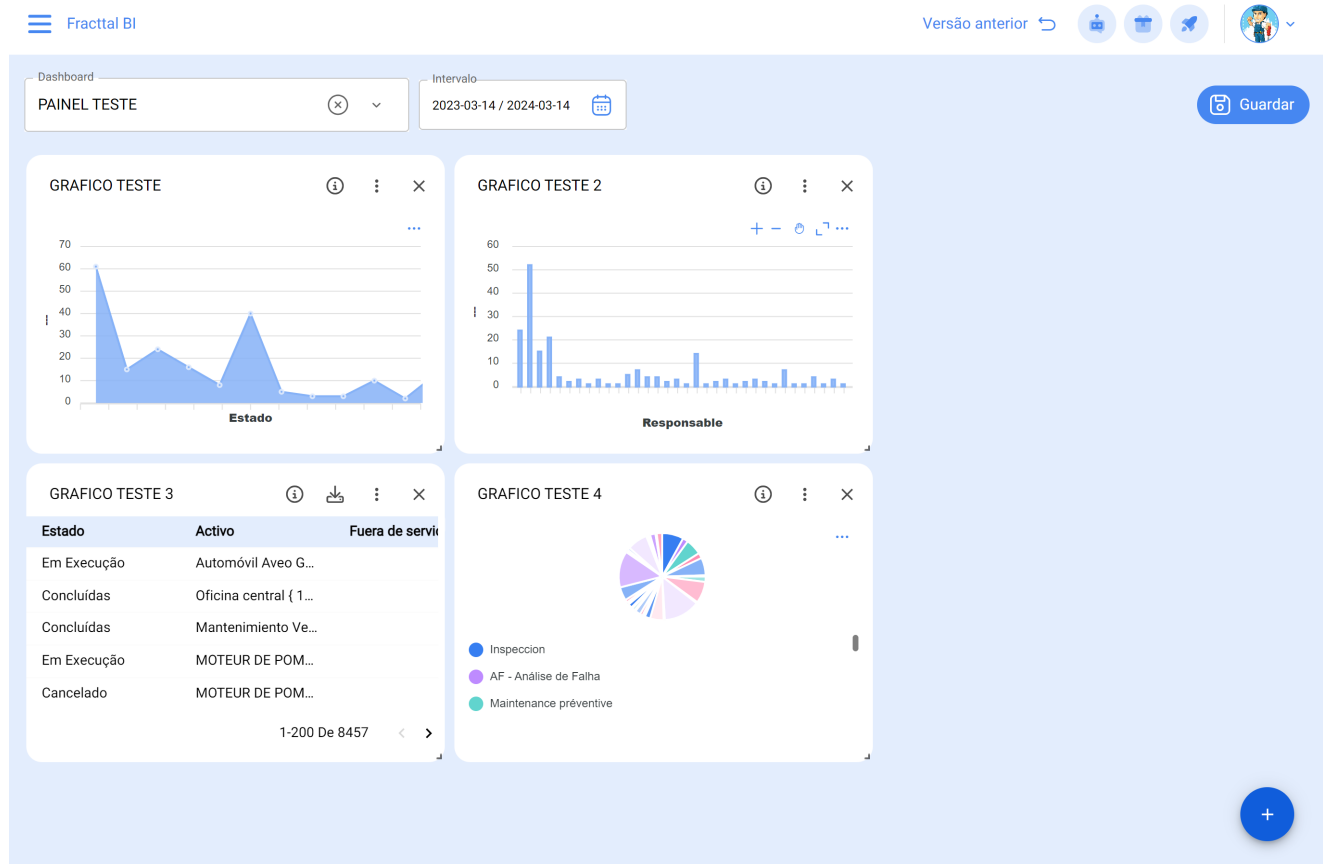 Fracttal BI
Versão anterior
Dashboard
PAINEL TESTE
Intervalo
2023-03-14 / 2024-03-14
Guardar
GRAFICO TESTE
70
60
50
40
30
20
10
0
Estado
GRAFICO TESTE 2
60
50
40
30
20
10
0
Responsable
GRAFICO TESTE 3
Estado Activo Fuera de servic
Em Execução Automóvil Aveo G...
Concluídas Oficina central { 1...
Concluídas Mantenimiento Ve...
Em Execução MOTEUR DE POM...
Cancelado MOTEUR DE POM...
1-200 De 8457
GRAFICO TESTE 4
Inspeccion
AF - Análise de Falha
Maintenance préventive